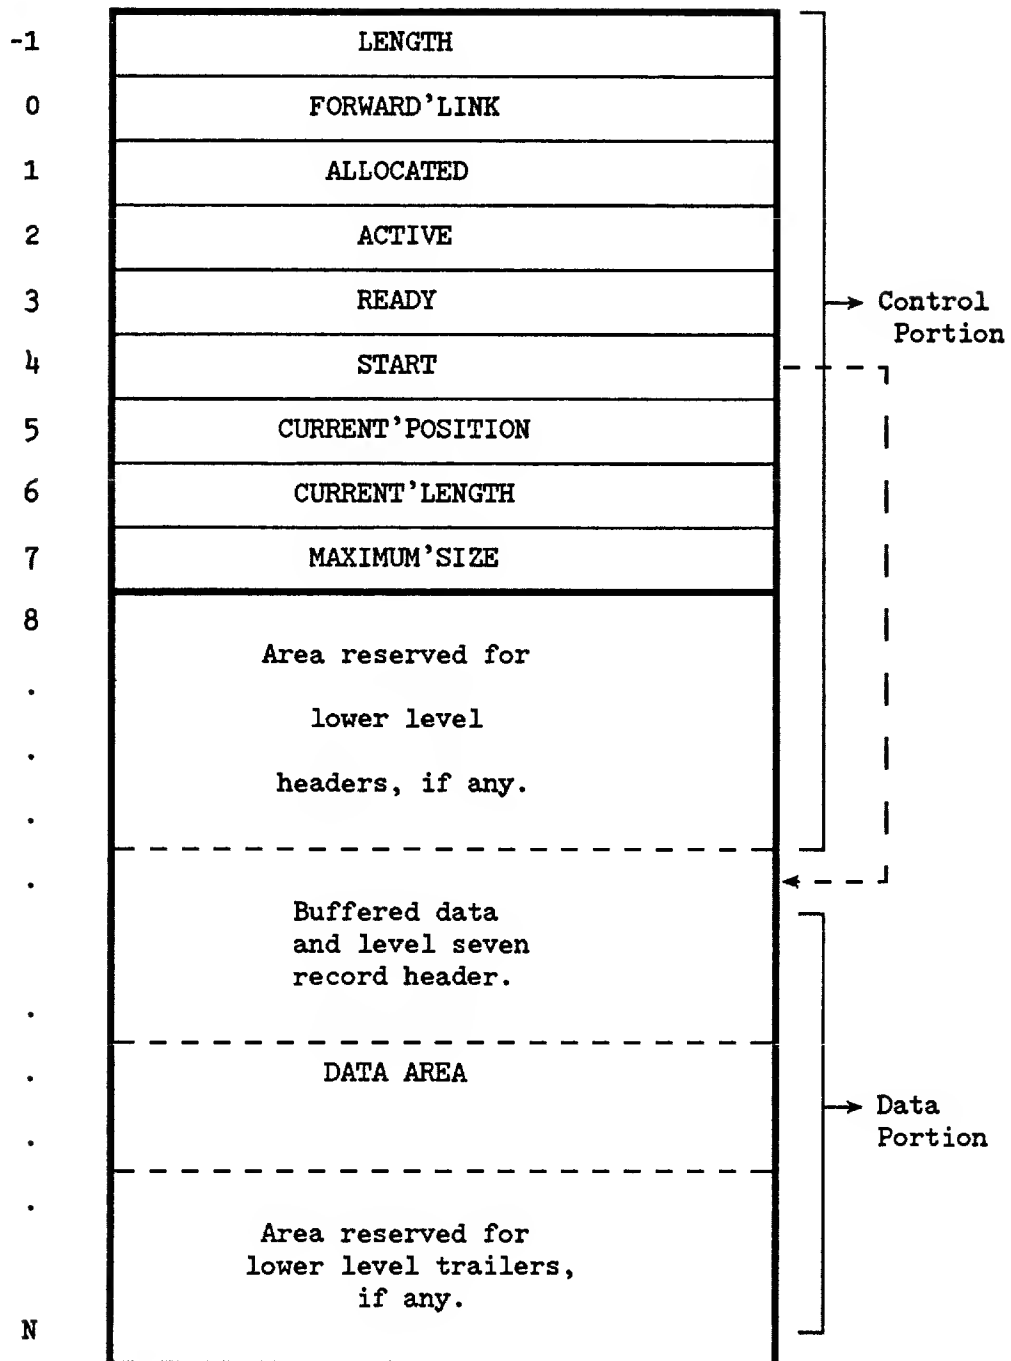 -1 LENGTH
0 FORWARD'LINK
1 ALLOCATED
2 ACTIVE
3 READY
Control
Portion
4 START
5 CURRENT'POSITION
6 CURRENT'LENGTH
7 MAXIMUM'SIZE
8
Area reserved for
.
lower level
.
headers, if any.
.
.
Buffered data
and level seven
record header.
.
. DATA AREA
Data
Portion
.
.
Area reserved for
lower level trailers,
if any.
N